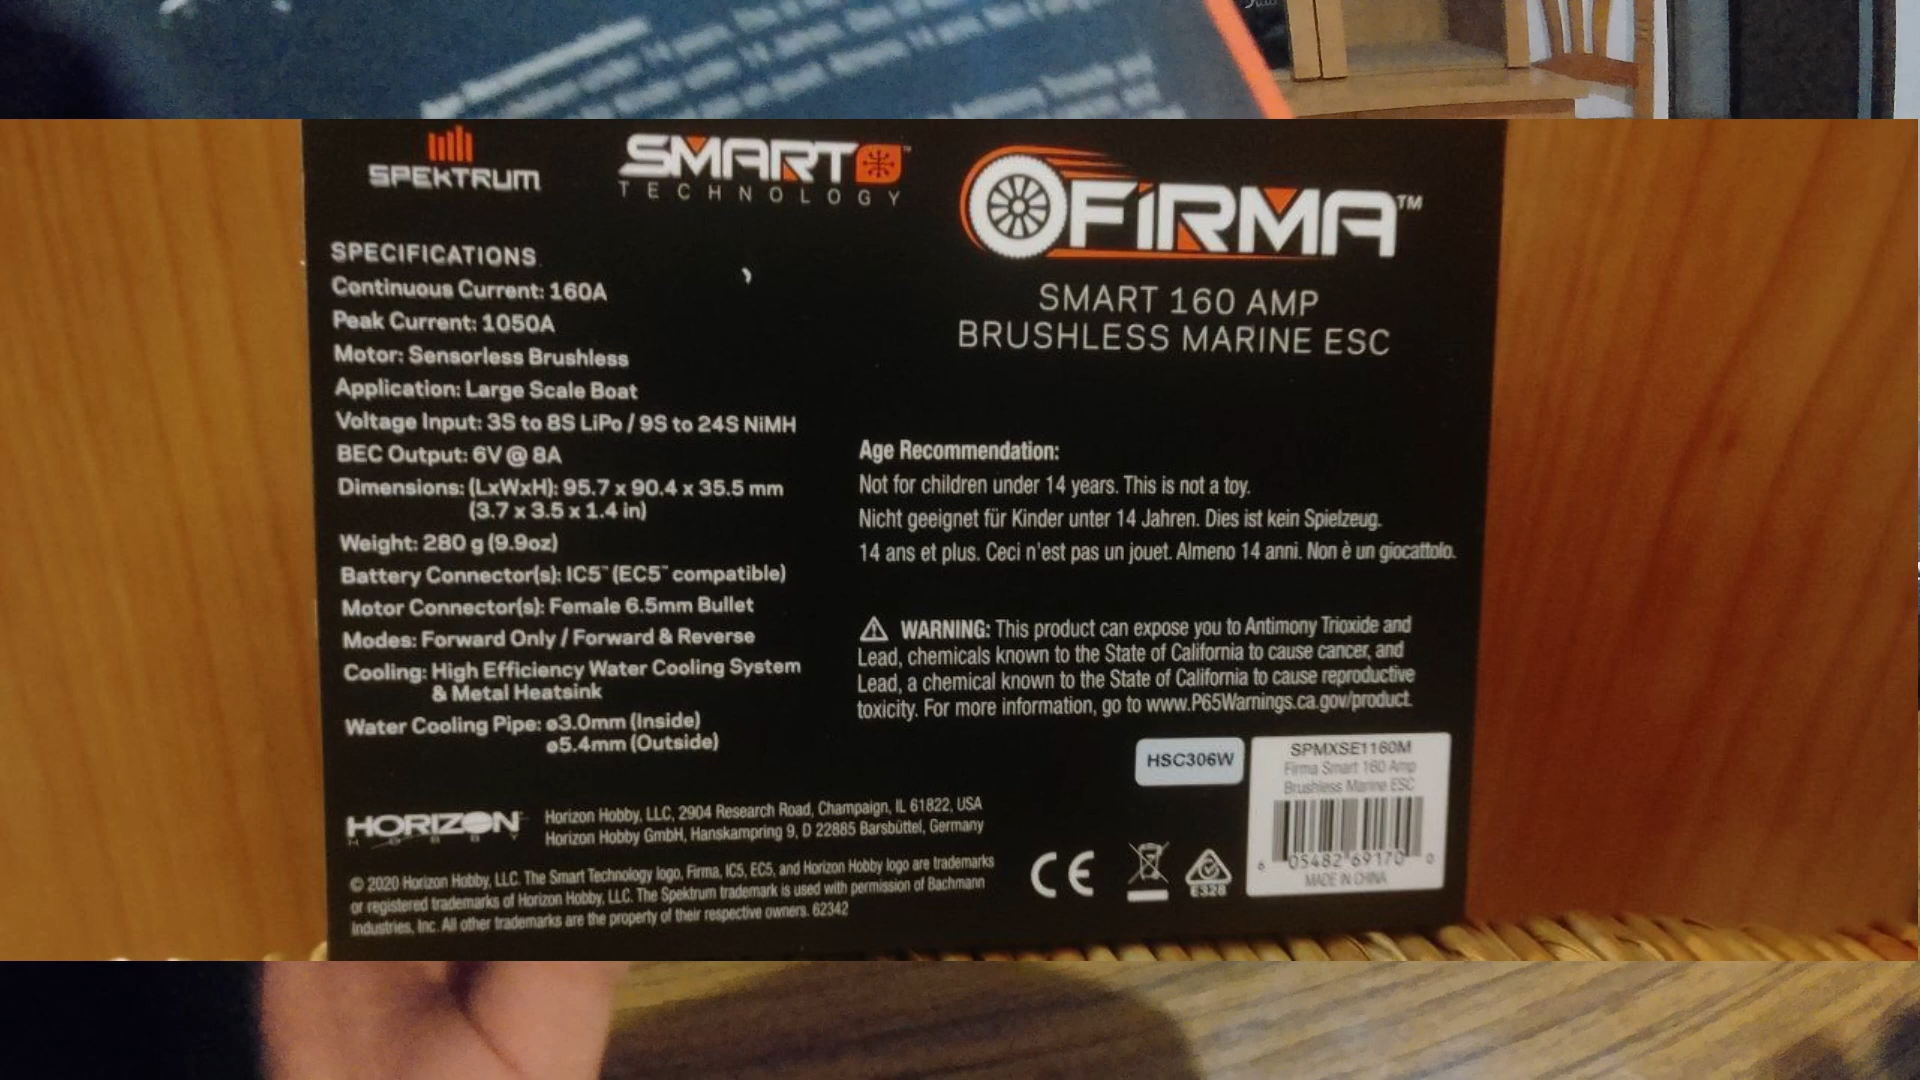 SPEKTRUM
SMART
TECHNOLOGY
FIRMA™
SMART 160 AMP
BRUSHLESS MARINE ESC
SPECIFICATIONS
Continuous Current: 160A
Peak Current: 1050A
Motor: Sensorless Brushless
Application: Large Scale Boat
Voltage Input: 3S to 8S LiPo / 9S to 24S NiMH
BEC Output: 6V @ 8A
Dimensions: (LxWxH): 95.7 x 90.4 x 35.5 mm
(3.7 x 3.5 x 1.4 in)
Weight: 280 g (9.9oz)
Battery Connector(s): IC5™ (EC5™ compatible)
Motor Connector(s): Female 6.5mm Bullet
Modes: Forward Only / Forward & Reverse
Cooling: High Efficiency Water Cooling System
& Metal Heatsink
Water Cooling Pipe: ø3.0mm (Inside)
ø5.4mm (Outside)
Age Recommendation:
Not for children under 14 years. This is not a toy.
Nicht geeignet für Kinder unter 14 Jahren. Dies ist kein Spielzeug.
14 ans et plus. Ceci n'est pas un jouet. Almeno 14 anni. Non è un giocattolo.
WARNING: This product can expose you to Antimony Trioxide and
Lead, chemicals known to the State of California to cause cancer, and
Lead, a chemical known to the State of California to cause reproductive
toxicity. For more information, go to www.P65Warnings.ca.gov/product.
HSC306W
SPMXSE1160M
Firma Smart 160 Amp
Brushless Marine ESC
6 05482 69170 0
MADE IN CHINA
HORIZON
HOBBY
Horizon Hobby, LLC, 2904 Research Road, Champaign, IL 61822, USA
Horizon Hobby GmbH, Hanskampring 9, D 22885 Barsbüttel, Germany
© 2020 Horizon Hobby, LLC. The Smart Technology logo, Firma, IC5, EC5, and Horizon Hobby logo are trademarks
or registered trademarks of Horizon Hobby, LLC. The Spektrum trademark is used with permission of Bachmann
Industries, Inc. All other trademarks are the property of their respective owners. 62342
CE
E328